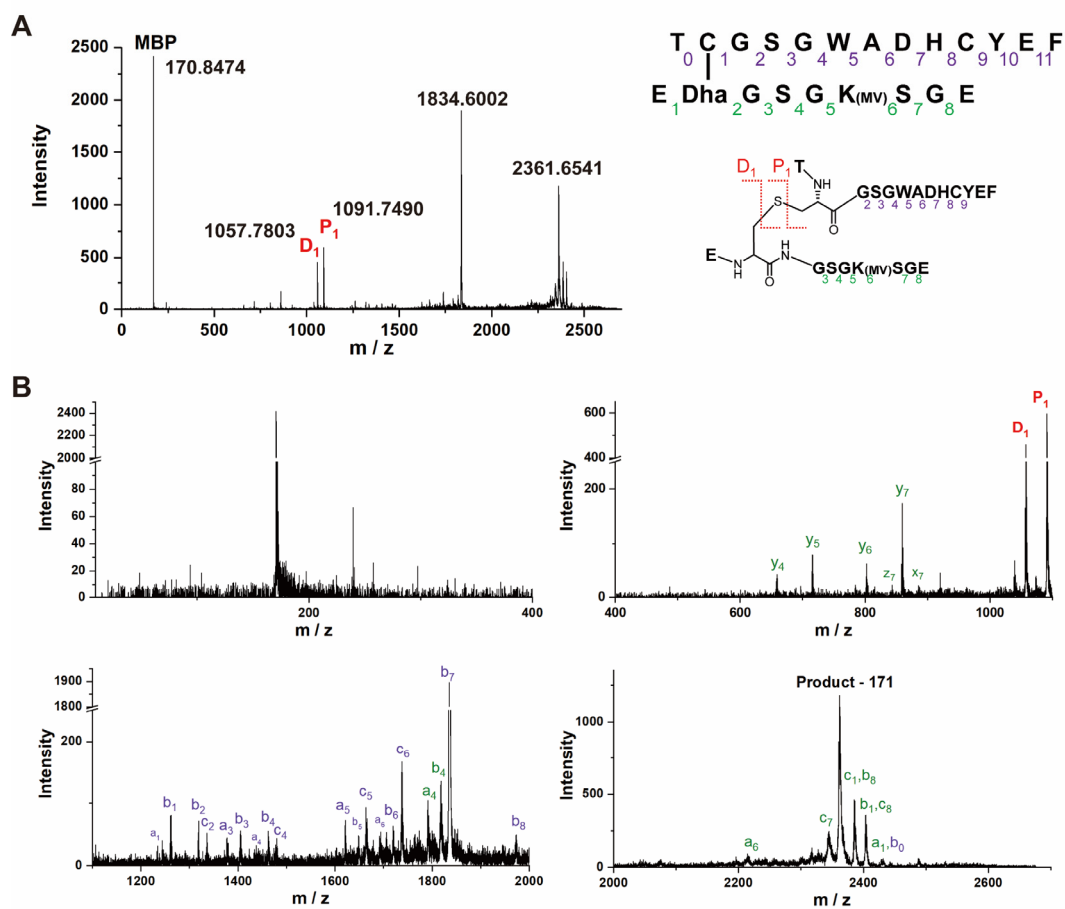 A
MBP
170.8474
1834.6002
2361.6541
1091.7490
1057.7803
P1
D1
2500
2000
1500
1000
500
0
Intensity
0 500 1000 1500 2000 2500
m / z
T C G S G W A D H C Y E F
0 1 2 3 4 5 6 7 8 9 10 11
E Dha G S G K(MV) S G E
1 2 3 4 5 6 7 8
D1 P1 T
NH
S
GSGWADHCYEF
2 3 4 5 6 7 8 9
O
E N H
H N
O
GSGK(MV)SGE
3 4 5 6 7 8
B
2400
2200
2000
80
60
40
20
0
Intensity
200 400
m / z
P1
D1
600
400
200
0
Intensity
y7
y5
y6
y4
z7
x7
400 600 800 1000
m / z
1900
1800
200
0
Intensity
b7
c6
b4
a4
b1
b2
c2
a3
b3
b4
c4
a1
a4
a5
c5
b5
a6
b6
b8
1200 1400 1600 1800 2000
m / z
Product - 171
1000
500
0
Intensity
c1,b8
b1,c8
c7
a1,b0
a6
2000 2200 2400 2600
m / z